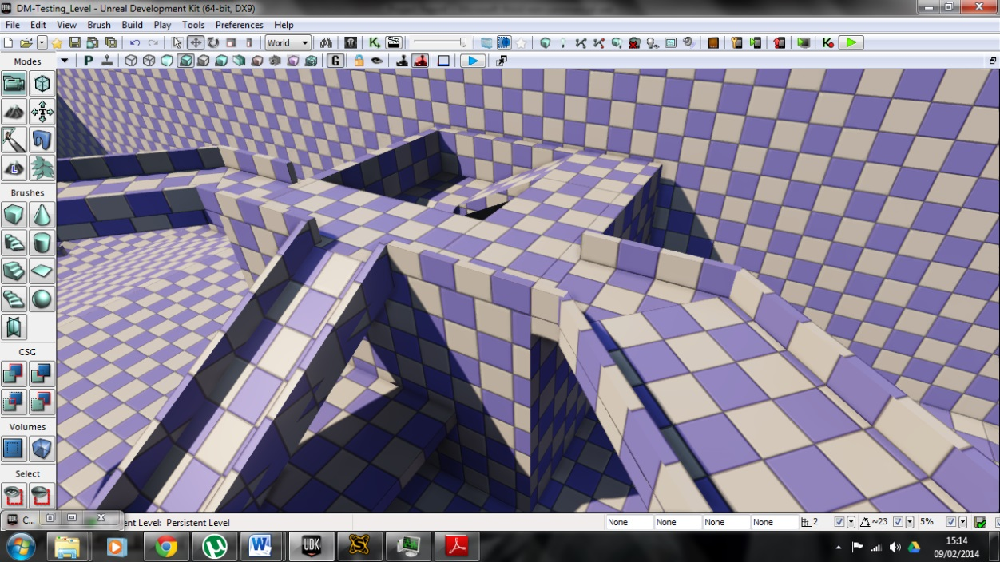 DM-Testing_Level - Unreal Development Kit (64-bit, DX9)
File Edit View Brush Build Play Tools Preferences Help
World
Modes
P
G
Brushes
CSG
Volumes
Select
C...
ent Level: Persistent Level
None None None None 2 ~23 5%
W UDK
15:14
09/02/2014